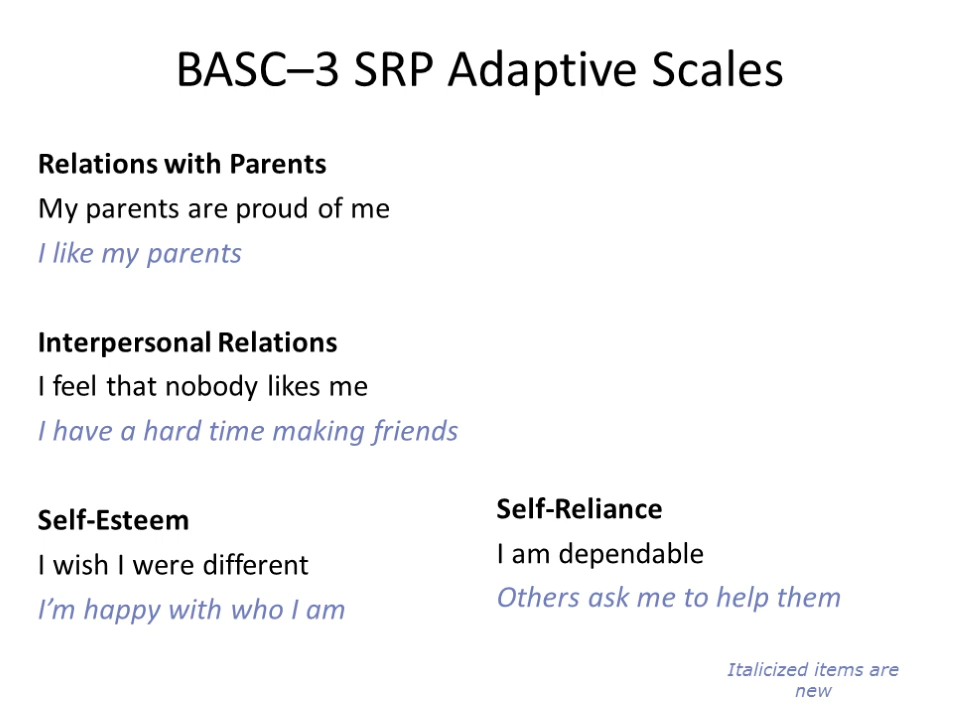 BASC–3 SRP Adaptive Scales
Relations with Parents
My parents are proud of me
I like my parents
Interpersonal Relations
I feel that nobody likes me
I have a hard time making friends
Self-Esteem
I wish I were different
I’m happy with who I am
Self-Reliance
I am dependable
Others ask me to help them
Italicized items are
new